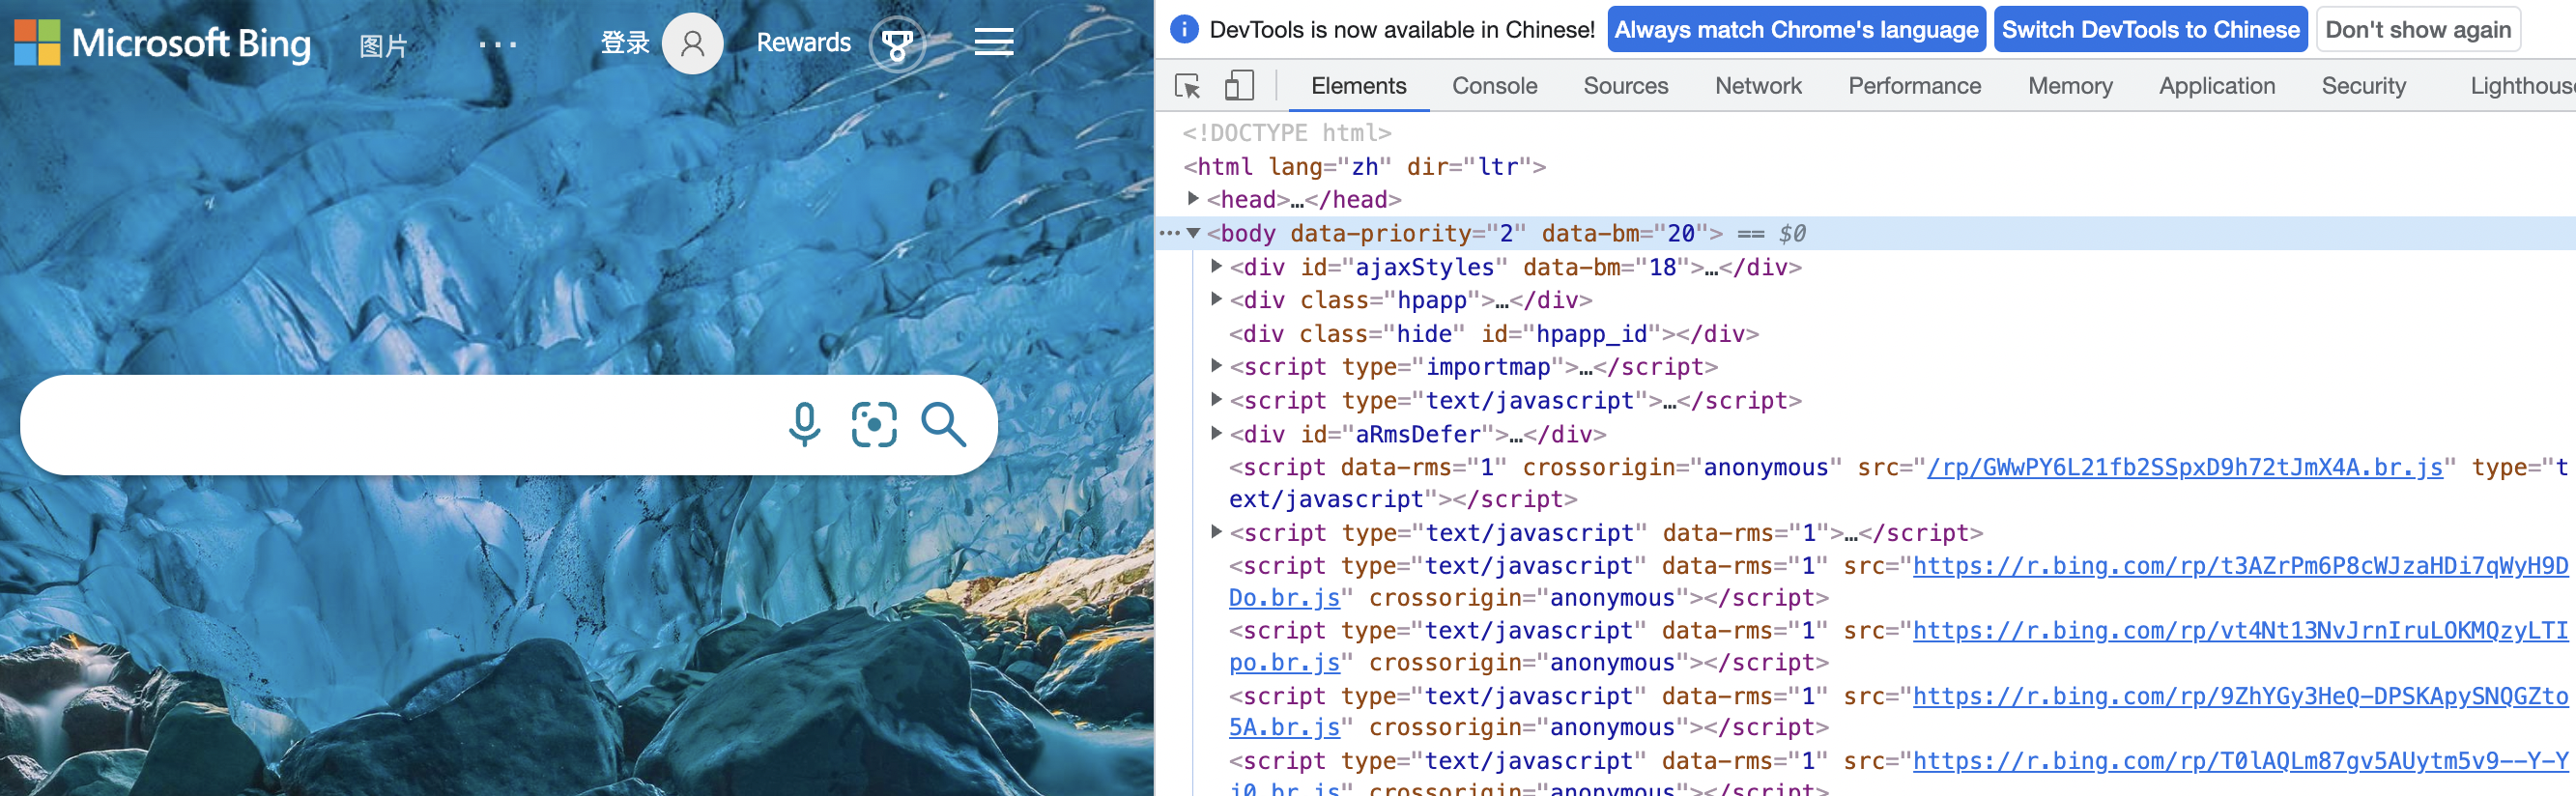 Microsoft Bing 图片 ... 登录 Rewards
DevTools is now available in Chinese! Always match Chrome's language Switch DevTools to Chinese Don't show again
Elements Console Sources Network Performance Memory Application Security Lighthous
<!DOCTYPE html>
<html lang="zh" dir="ltr">
<head>…</head>
<body data-priority="2" data-bm="20"> == $0
<div id="ajaxStyles" data-bm="18">…</div>
<div class="hpapp">…</div>
<div class="hide" id="hpapp_id"></div>
<script type="importmap">…</script>
<script type="text/javascript">…</script>
<div id="aRmsDefer">…</div>
<script data-rms="1" crossorigin="anonymous" src="/rp/GWwPY6L21fb2SSpxD9h72tJmX4A.br.js" type="t
ext/javascript"></script>
<script type="text/javascript" data-rms="1">…</script>
<script type="text/javascript" data-rms="1" src="https://r.bing.com/rp/t3AZrPm6P8cWJzaHDi7qWyH9D
Do.br.js" crossorigin="anonymous"></script>
<script type="text/javascript" data-rms="1" src="https://r.bing.com/rp/vt4Nt13NvJrnIruLOKMQzyLTI
po.br.js" crossorigin="anonymous"></script>
<script type="text/javascript" data-rms="1" src="https://r.bing.com/rp/9ZhYGy3HeQ-DPSKApySNQGZto
5A.br.js" crossorigin="anonymous"></script>
<script type="text/javascript" data-rms="1" src="https://r.bing.com/rp/T0lAQLm87gv5AUytm5v9--Y-Y
i0.br.js" crossorigin="anonymous"></script>